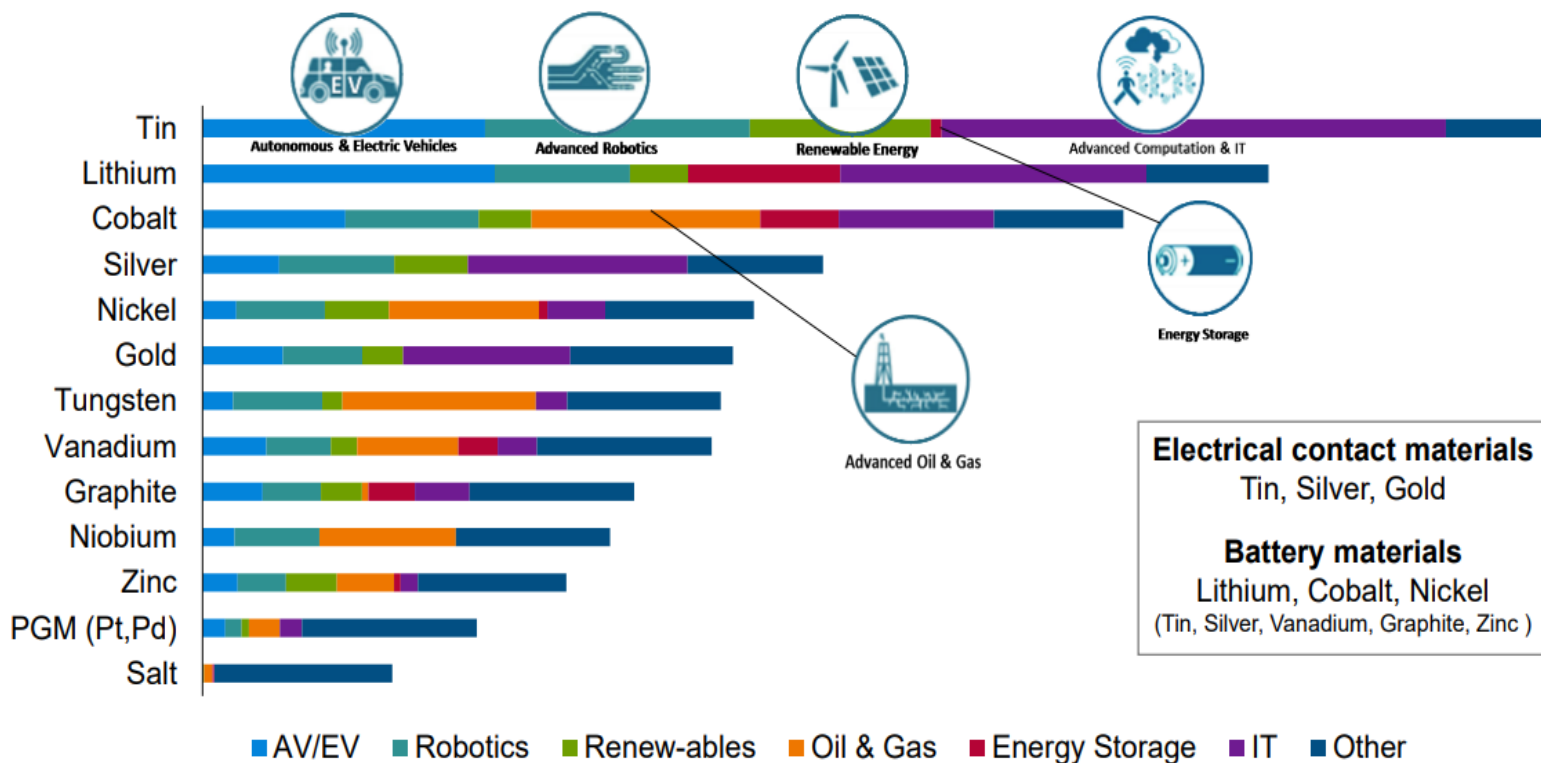 EV
Tin
Autonomous & Electric Vehicles
Advanced Robotics
Renewable Energy
Advanced Computation & IT
Lithium
Cobalt
Silver
+ −
Nickel
Energy Storage
Gold
Tungsten
Vanadium
Advanced Oil & Gas
Graphite
Niobium
Zinc
PGM (Pt,Pd)
Salt
Electrical contact materials
Tin, Silver, Gold
Battery materials
Lithium, Cobalt, Nickel
(Tin, Silver, Vanadium, Graphite, Zinc )
AV/EV Robotics Renew-ables Oil & Gas Energy Storage IT Other